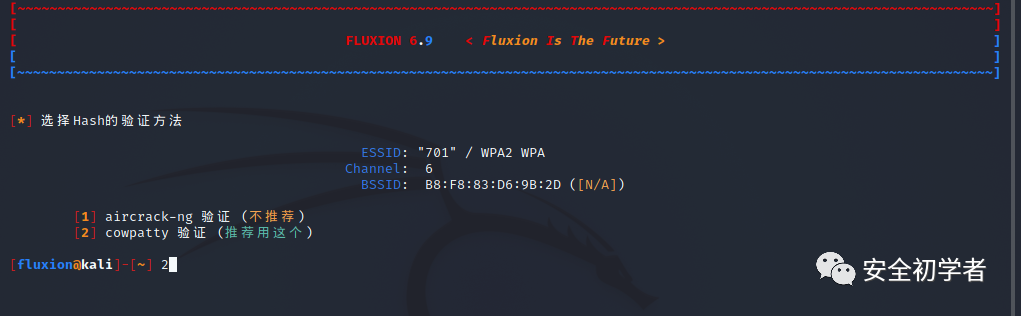 FLUXION 6.9 < Fluxion Is The Future >
[*] 选择Hash的验证方法
ESSID: "701" / WPA2 WPA
Channel: 6
BSSID: B8:F8:83:D6:9B:2D ([N/A])
[1] aircrack-ng 验证 (不推荐)
[2] cowpatty 验证 (推荐用这个)
[fluxion@kali]-[~] 2
安全初学者